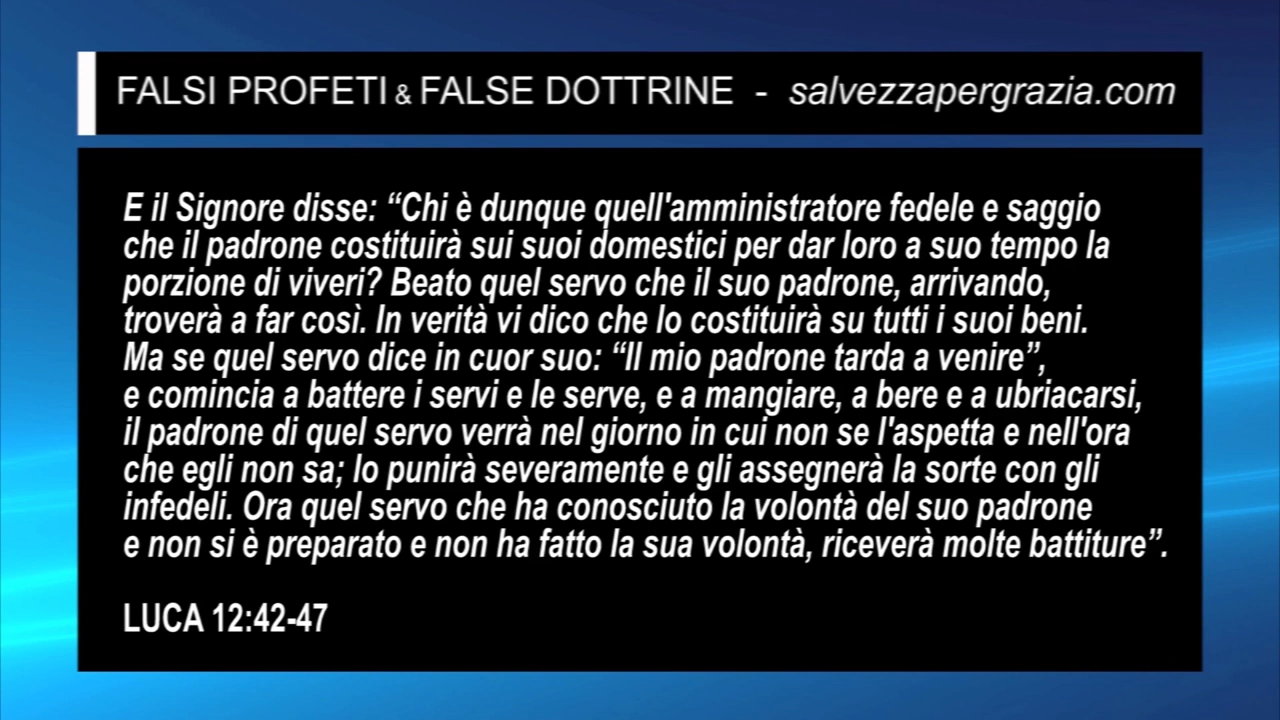 FALSI PROFETI & FALSE DOTTRINE - salvezzapergrazia.com
E il Signore disse: “Chi è dunque quell'amministratore fedele e saggio
che il padrone costituirà sui suoi domestici per dar loro a suo tempo la
porzione di viveri? Beato quel servo che il suo padrone, arrivando,
troverà a far così. In verità vi dico che lo costituirà su tutti i suoi beni.
Ma se quel servo dice in cuor suo: “Il mio padrone tarda a venire”,
e comincia a battere i servi e le serve, e a mangiare, a bere e a ubriacarsi,
il padrone di quel servo verrà nel giorno in cui non se l'aspetta e nell'ora
che egli non sa; lo punirà severamente e gli assegnerà la sorte con gli
infedeli. Ora quel servo che ha conosciuto la volontà del suo padrone
e non si è preparato e non ha fatto la sua volontà, riceverà molte battiture”.
LUCA 12:42-47